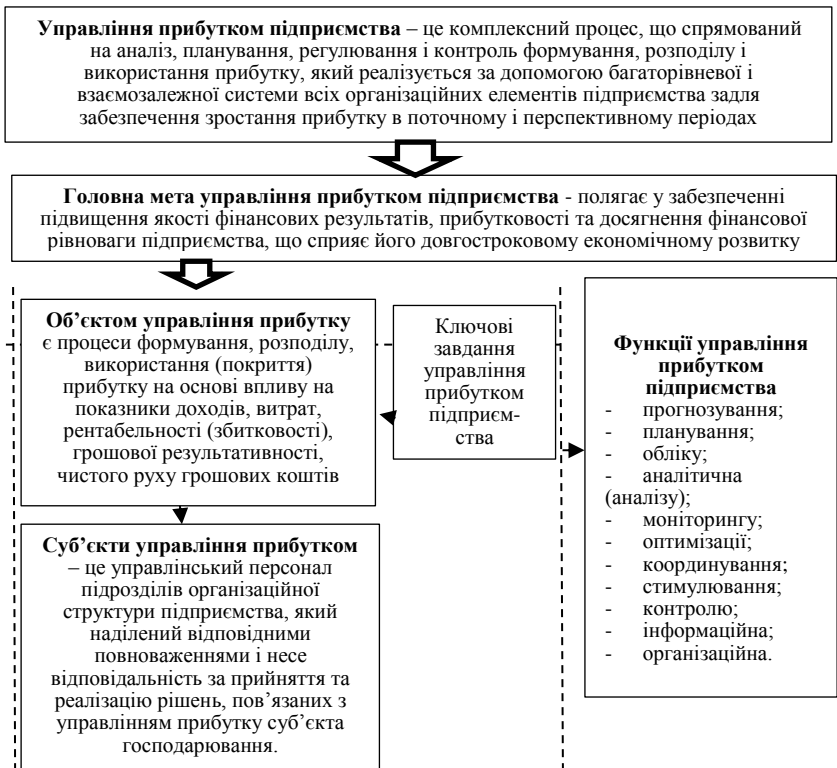 Управління прибутком підприємства – це комплексний процес, що спрямований
на аналіз, планування, регулювання і контроль формування, розподілу і
використання прибутку, який реалізується за допомогою багаторівневої і
взаємозалежної системи всіх організаційних елементів підприємства задля
забезпечення зростання прибутку в поточному і перспективному періодах
Головна мета управління прибутком підприємства - полягає у забезпеченні
підвищення якості фінансових результатів, прибутковості та досягнення фінансової
рівноваги підприємства, що сприяє його довгостроковому економічному розвитку
Об’єктом управління прибутку
є процеси формування, розподілу,
використання (покриття)
прибутку на основі впливу на
показники доходів, витрат,
рентабельності (збитковості),
грошової результативності,
чистого руху грошових коштів
Ключові
завдання
управління
прибутком
підприєм-
ства
Функції управління
прибутком
підприємства
- прогнозування;
- планування;
- обліку;
- аналітична
(аналізу);
- моніторингу;
- оптимізації;
- координування;
- стимулювання;
- контролю;
- інформаційна;
- організаційна.
Суб’єкти управління прибутком
– це управлінський персонал
підрозділів організаційної
структури підприємства, який
наділений відповідними
повноваженнями і несе
відповідальність за прийняття та
реалізацію рішень, пов’язаних з
управлінням прибутку суб’єкта
господарювання.